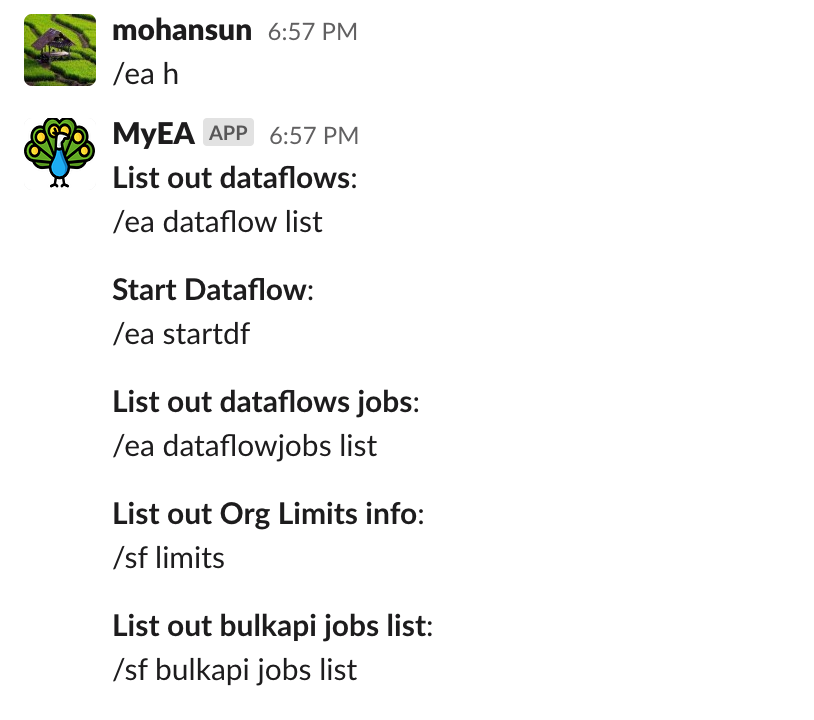 mohansun 6:57 PM
/ea h
MyEA APP 6:57 PM
List out dataflows:
/ea dataflow list
Start Dataflow:
/ea startdf
List out dataflows jobs:
/ea dataflowjobs list
List out Org Limits info:
/sf limits
List out bulkapi jobs list:
/sf bulkapi jobs list